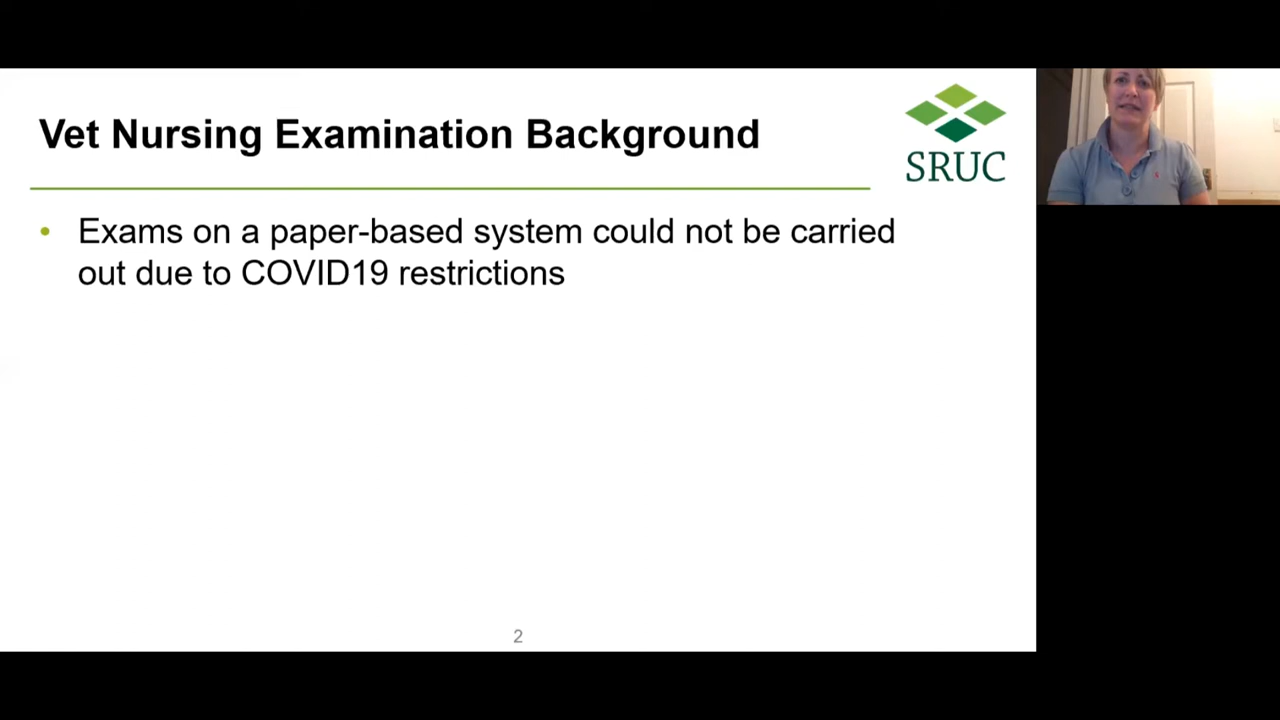 Vet Nursing Examination Background
SRUC
• Exams on a paper-based system could not be carried
out due to COVID19 restrictions
2